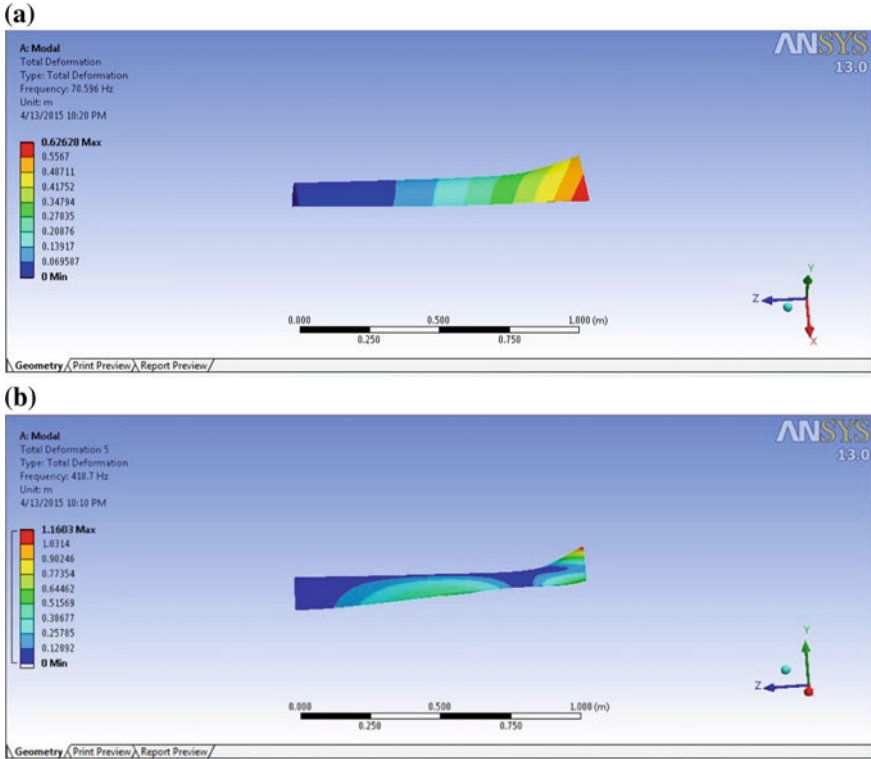 (a)
ANSYS
13.0
A: Modal
Total Deformation
Type: Total Deformation
Frequency: 70.596 Hz
Unit: m
4/13/2015 10:20 PM
0.62628 Max
0.5567
0.48711
0.41752
0.34794
0.27835
0.20876
0.13917
0.069587
0 Min
Y
Z
X
0.000 0.500 1.000 (m)
0.250 0.750
Geometry Print Preview Report Preview
(b)
ANSYS
13.0
A: Modal
Total Deformation 5
Type: Total Deformation
Frequency: 418.7 Hz
Unit: m
4/13/2015 10:10 PM
1.1603 Max
1.0314
0.90246
0.77354
0.64462
0.51569
0.38677
0.25785
0.12892
0 Min
Y
Z
0.000 0.500 1.000 (m)
0.250 0.750
Geometry Print Preview Report Preview